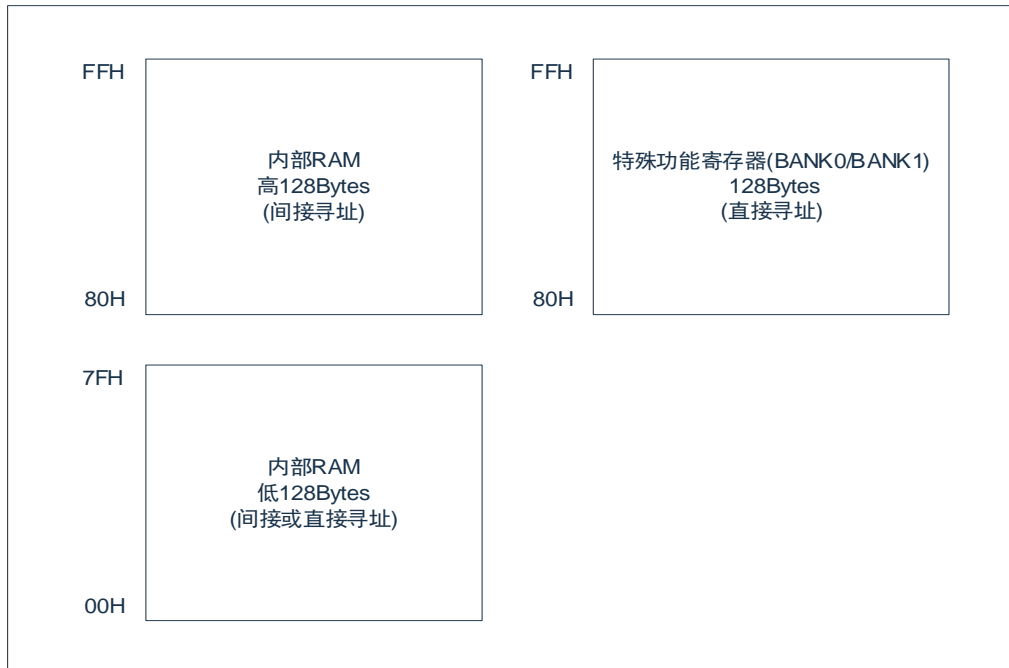 FFH
内部RAM
高128Bytes
(间接寻址)
80H
FFH
特殊功能寄存器(BANK0/BANK1)
128Bytes
(直接寻址)
80H
7FH
内部RAM
低128Bytes
(间接或直接寻址)
00H